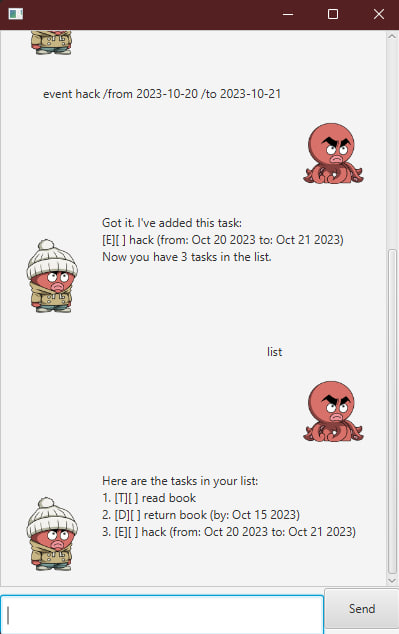 event hack /from 2023-10-20 /to 2023-10-21
Got it. I've added this task:
[E][ ] hack (from: Oct 20 2023 to: Oct 21 2023)
Now you have 3 tasks in the list.
list
Here are the tasks in your list:
1. [T][ ] read book
2. [D][ ] return book (by: Oct 15 2023)
3. [E][ ] hack (from: Oct 20 2023 to: Oct 21 2023)
Send